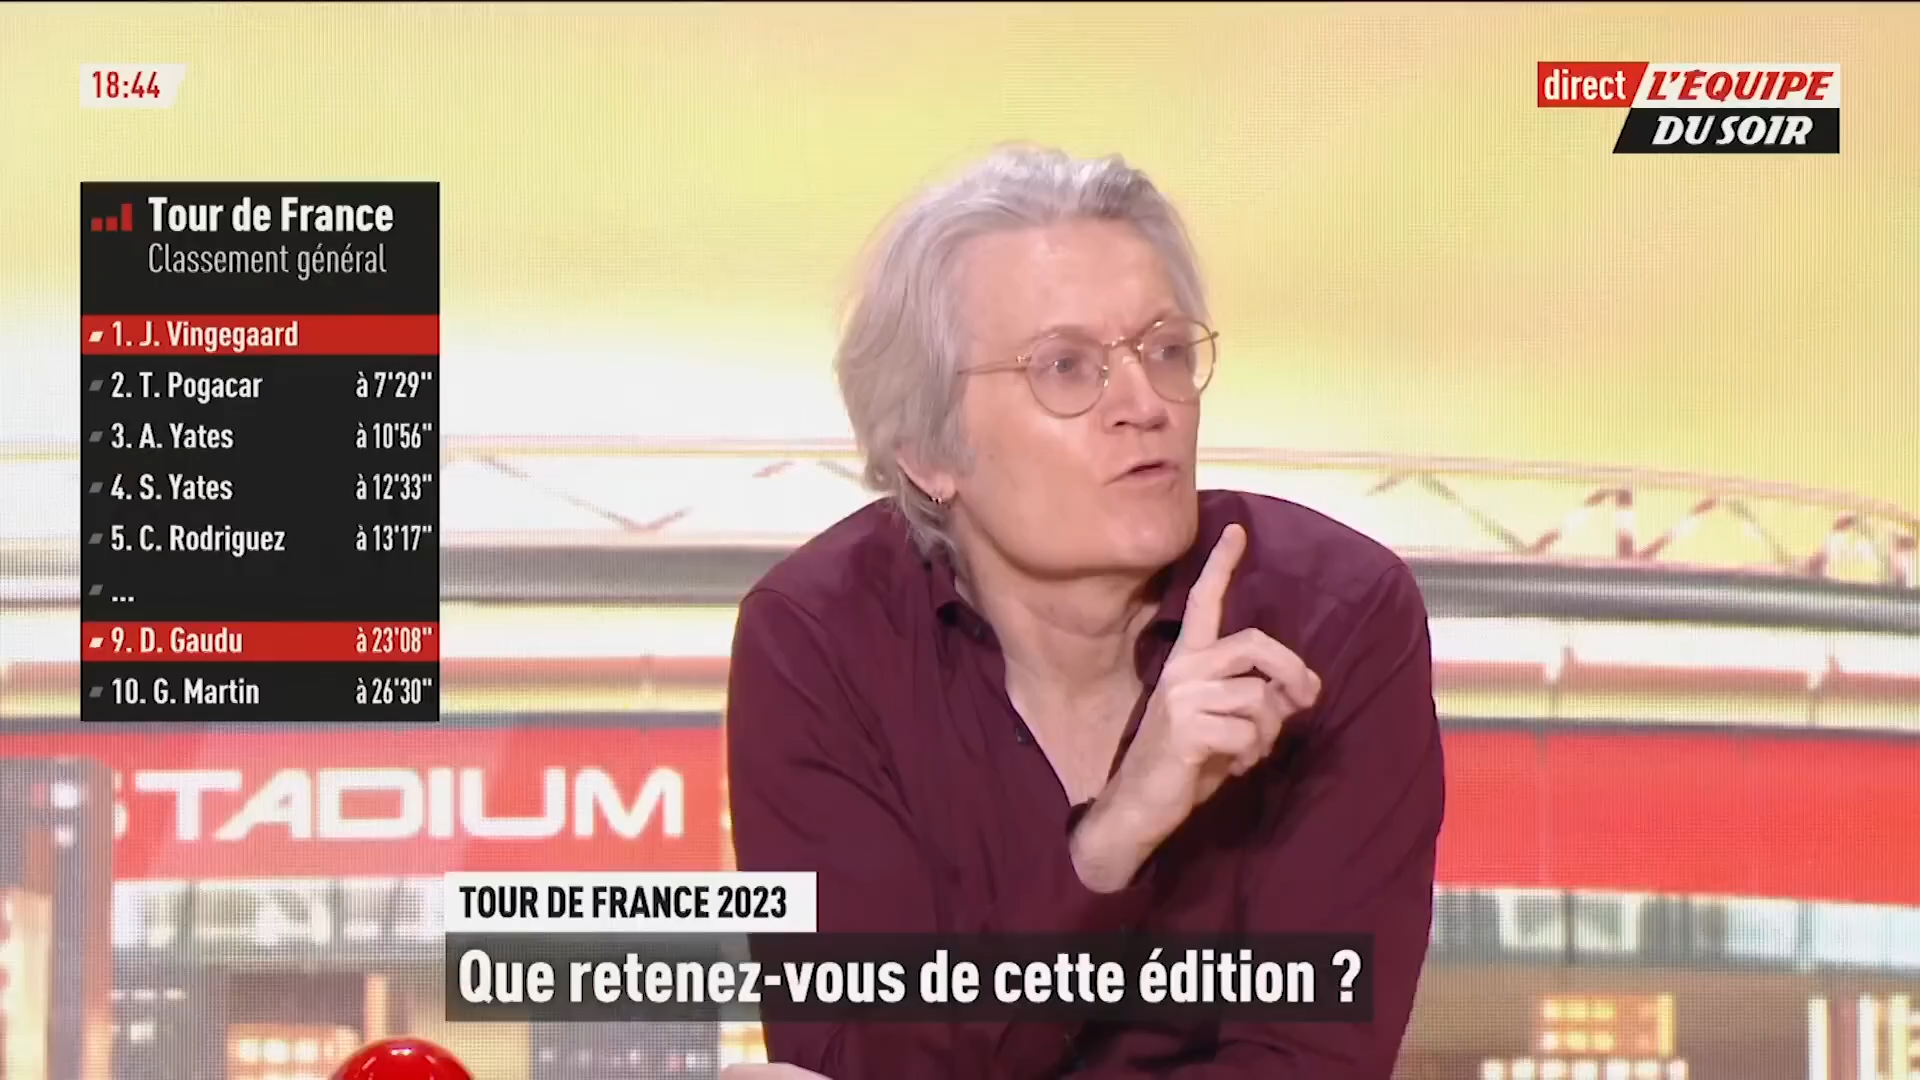 18:44
direct L'ÉQUIPE
DU SOIR
Tour de France
Classement général
1. J. Vingegaard
2. T. Pogacar à 7'29"
3. A. Yates à 10'56"
4. S. Yates à 12'33"
5. C. Rodriguez à 13'17"
...
9. D. Gaudu à 23'08"
10. G. Martin à 26'30"
STADIUM
TOUR DE FRANCE 2023
Que retenez-vous de cette édition ?